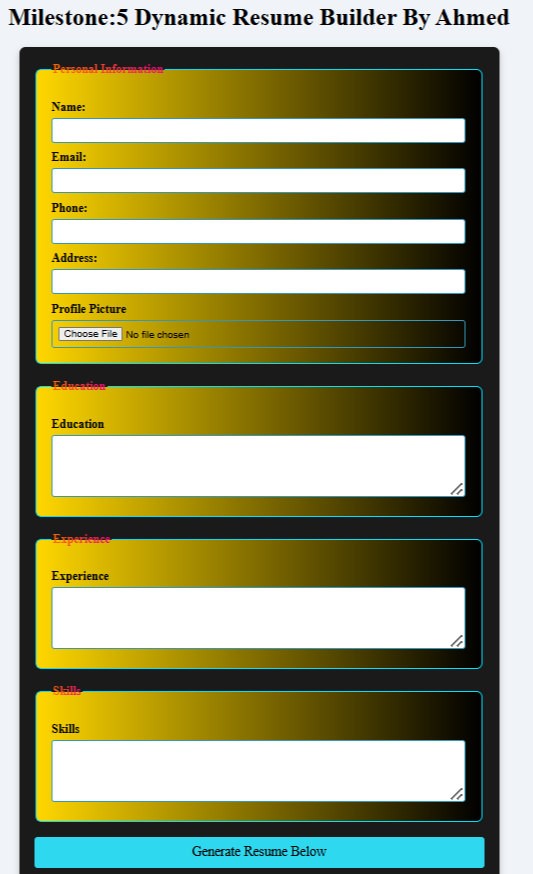 Milestone:5 Dynamic Resume Builder By Ahmed
Personal Information
Name:
Email:
Phone:
Address:
Profile Picture
Choose File No file chosen
Education
Education
Experience
Experience
Skills
Skills
Generate Resume Below